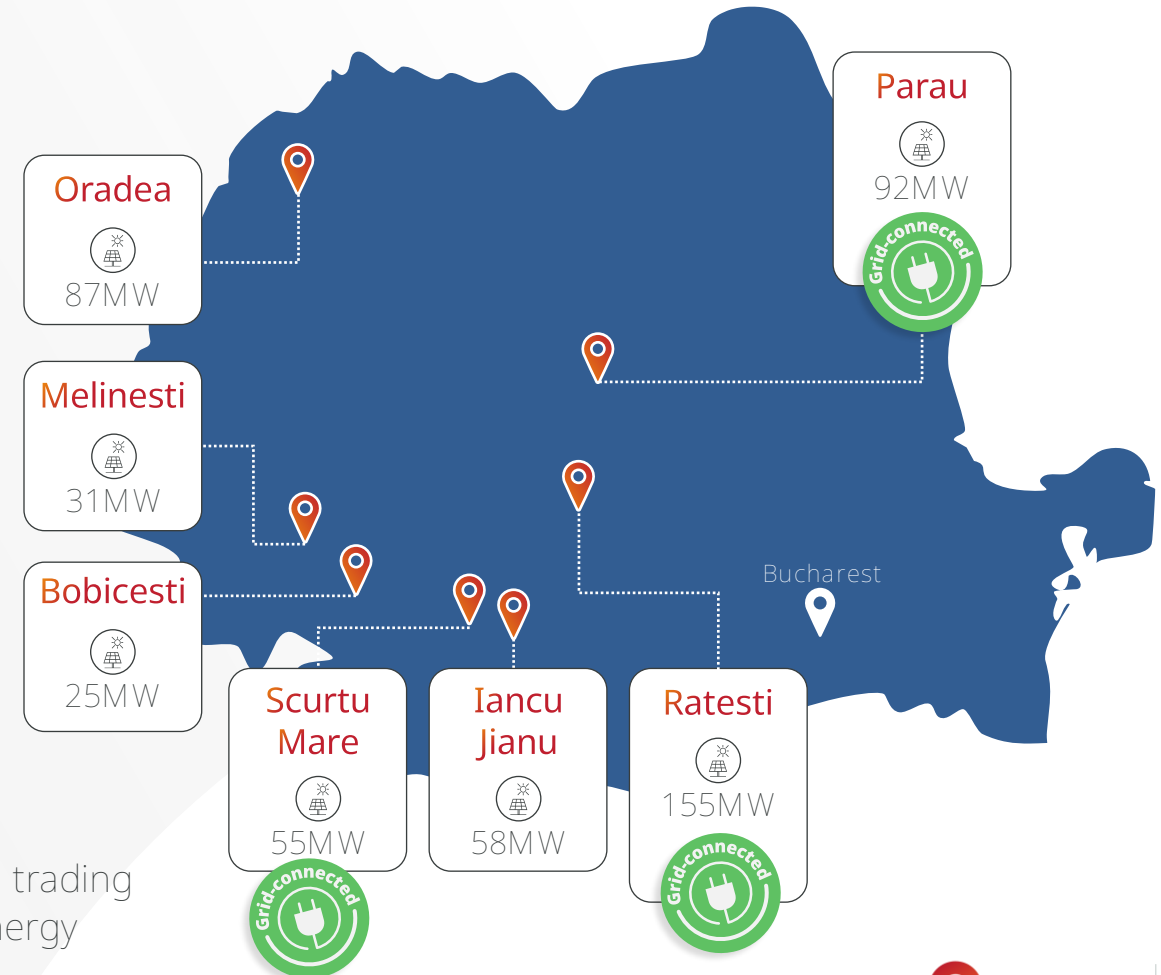 Parau
92MW
Grid-connected
Oradea
87MW
Melinesti
31MW
Bobicesti
25MW
Bucharest
Scurtu
Mare
55MW
Grid-connected
Iancu
Jianu
58MW
Ratesti
155MW
Grid-connected
trading